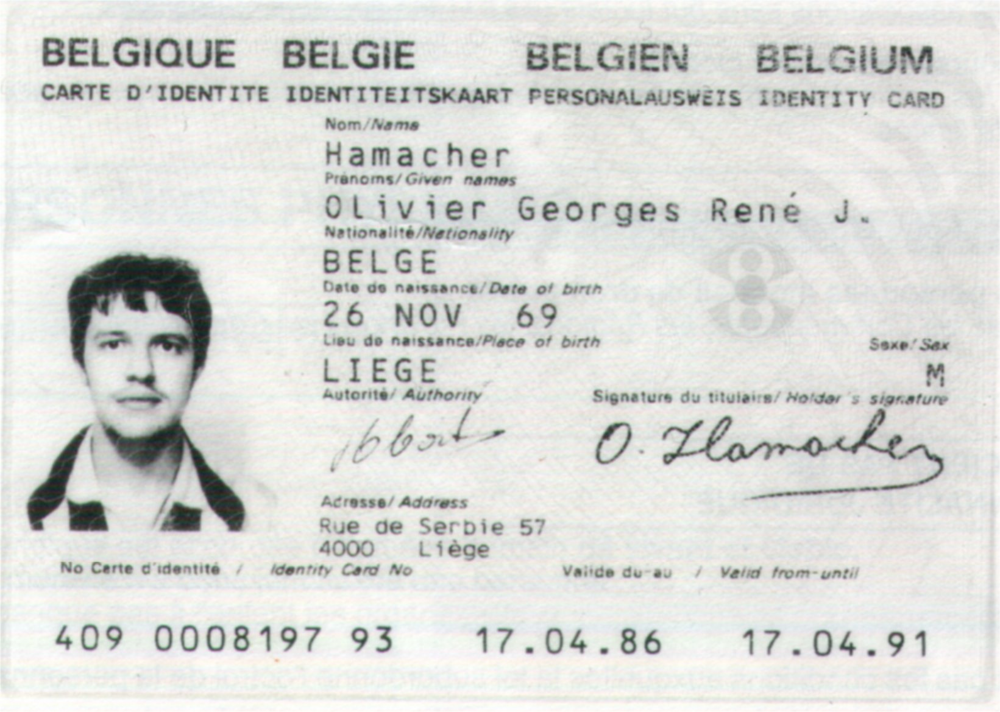 BELGIQUE BELGIE BELGIEN BELGIUM
CARTE D'IDENTITE IDENTITEITSKAART PERSONALAUSWEIS IDENTITY CARD
Nom/Name
Hamacher
Prénoms/Given names
Olivier Georges René J.
Nationalité/Nationality
BELGE
Date de naissance/Date of birth
26 NOV 69
Lieu de naissance/Place of birth
LIEGE
Sexe/Sex
M
Autorité/Authority
Signature du titulaire/Holder's signature
O. Hamacher
Adresse/Address
Rue de Serbie 57
4000 Liège
No Carte d'identité / Identity Card No
Valide du-au / Valid from-until
409 0008197 93 17.04.86 17.04.91